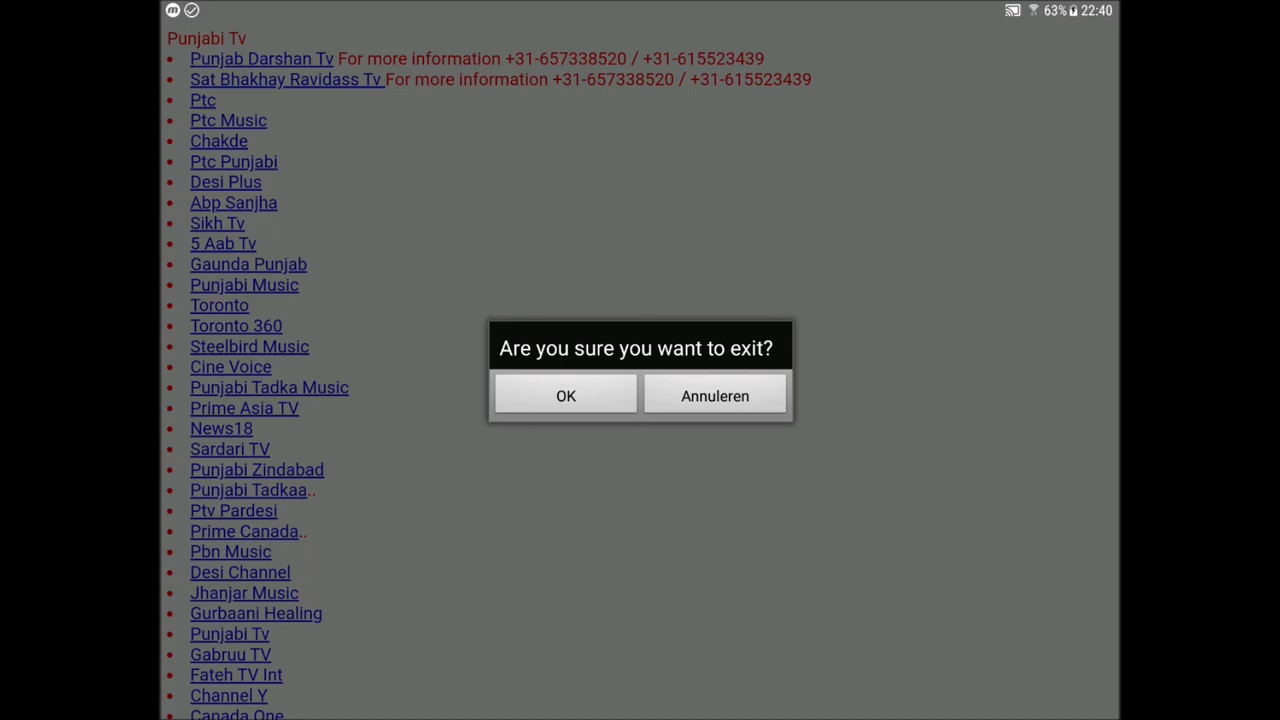 63% 22:40
Punjabi Tv
Punjab Darshan Tv For more information +31-657338520 / +31-615523439
Sat Bhakhay Ravidass Tv For more information +31-657338520 / +31-615523439
Ptc
Ptc Music
Chakde
Ptc Punjabi
Desi Plus
Abp Sanjha
Sikh Tv
5 Aab Tv
Gaunda Punjab
Punjabi Music
Toronto
Toronto 360
Steelbird Music
Cine Voice
Punjabi Tadka Music
Prime Asia TV
News18
Sardari TV
Punjabi Zindabad
Punjabi Tadkaa..
Ptv Pardesi
Prime Canada..
Pbn Music
Desi Channel
Jhanjar Music
Gurbaani Healing
Punjabi Tv
Gabruu TV
Fateh TV Int
Channel Y
Canada One
Are you sure you want to exit?
OK Annuleren